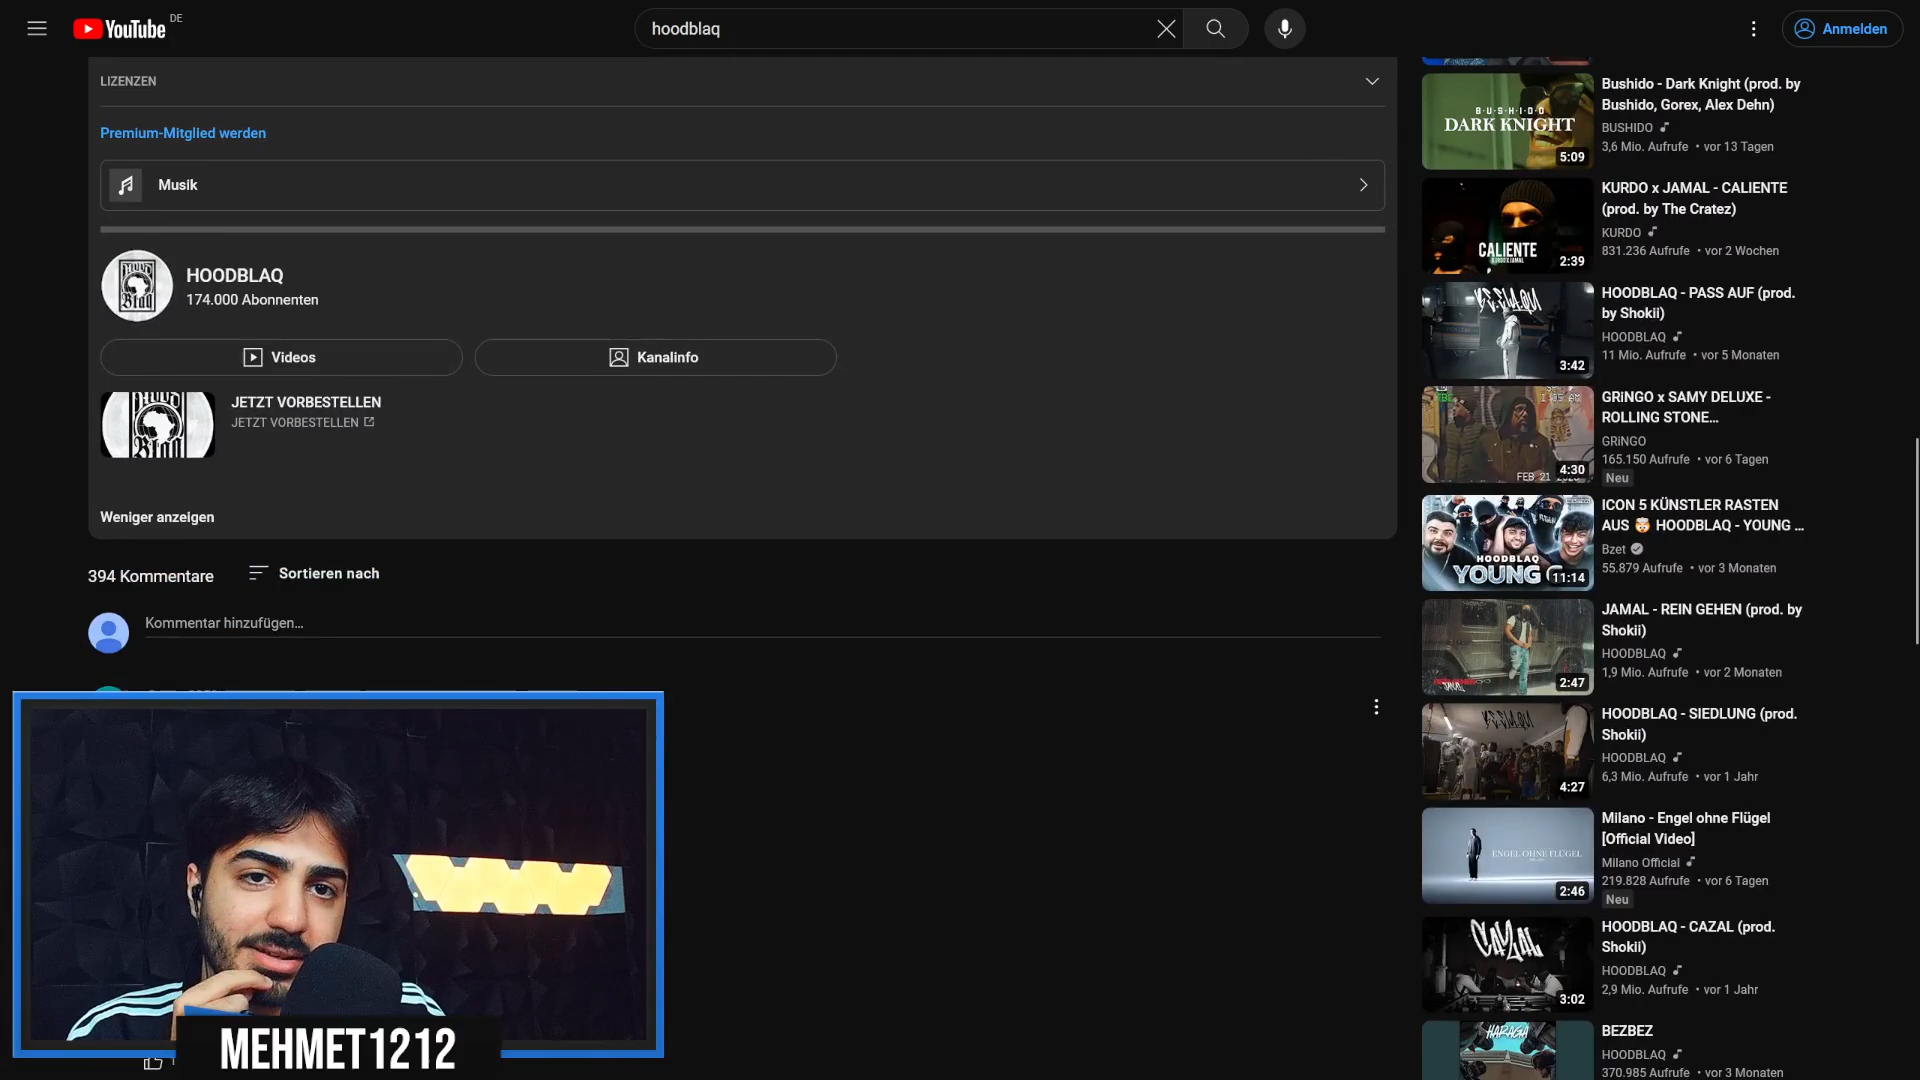 YouTube DE
hoodblaq
Anmelden
LIZENZEN
Premium-Mitglied werden
Musik
HOODBLAQ
174.000 Abonnenten
Videos
Kanalinfo
JETZT VORBESTELLEN
JETZT VORBESTELLEN
Weniger anzeigen
394 Kommentare
Sortieren nach
Kommentar hinzufügen...
MEHMET1212
BUSHIDO
DARK KNIGHT
5:09
Bushido - Dark Knight (prod. by
Bushido, Gorex, Alex Dehn)
BUSHIDO
3,6 Mio. Aufrufe • vor 13 Tagen
CALIENTE
KURDO X JAMAL
2:39
KURDO x JAMAL - CALIENTE
(prod. by The Cratez)
KURDO
831.236 Aufrufe • vor 2 Wochen
3:42
HOODBLAQ - PASS AUF (prod.
by Shokii)
HOODBLAQ
11 Mio. Aufrufe • vor 5 Monaten
4:30
GRiNGO x SAMY DELUXE -
ROLLING STONE...
GRiNGO
165.150 Aufrufe • vor 6 Tagen
Neu
HOODBLAQ
YOUNG G
11:14
ICON 5 KÜNSTLER RASTEN
AUS 🤯 HOODBLAQ - YOUNG ...
Bzet
55.879 Aufrufe • vor 3 Monaten
2:47
JAMAL - REIN GEHEN (prod. by
Shokii)
HOODBLAQ
1,9 Mio. Aufrufe • vor 2 Monaten
4:27
HOODBLAQ - SIEDLUNG (prod.
Shokii)
HOODBLAQ
6,3 Mio. Aufrufe • vor 1 Jahr
ENGEL OHNE FLÜGEL
2:46
Milano - Engel ohne Flügel
[Official Video]
Milano Official
219.828 Aufrufe • vor 6 Tagen
Neu
CAZAL
3:02
HOODBLAQ - CAZAL (prod.
Shokii)
HOODBLAQ
2,9 Mio. Aufrufe • vor 1 Jahr
HARAGA
BEZBEZ
HOODBLAQ
370.985 Aufrufe • vor 3 Monaten